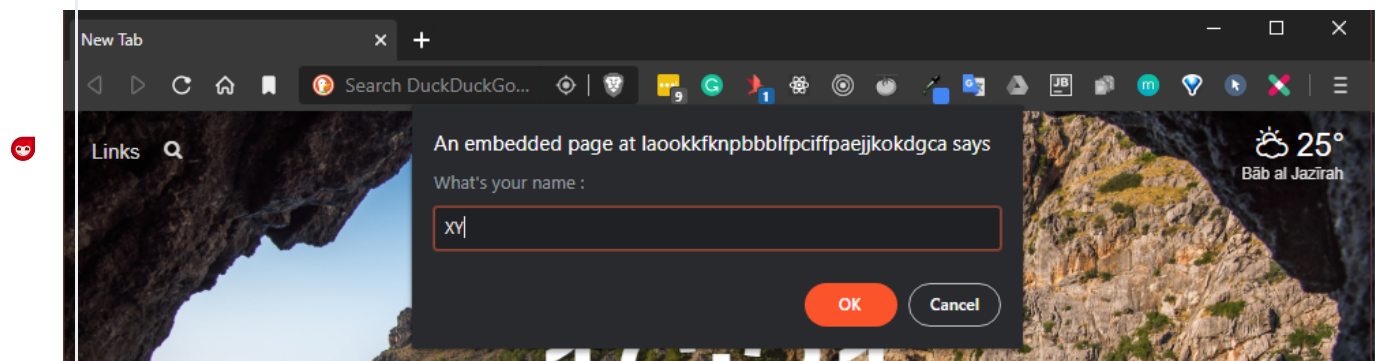 New Tab
Search DuckDuckGo...
9
G
1
JB
m
An embedded page at laookkfknpbbblfpciffpaejjkokdgca says
What's your name :
XY
OK
Cancel
Links
25°
Bāb al Jazīrah